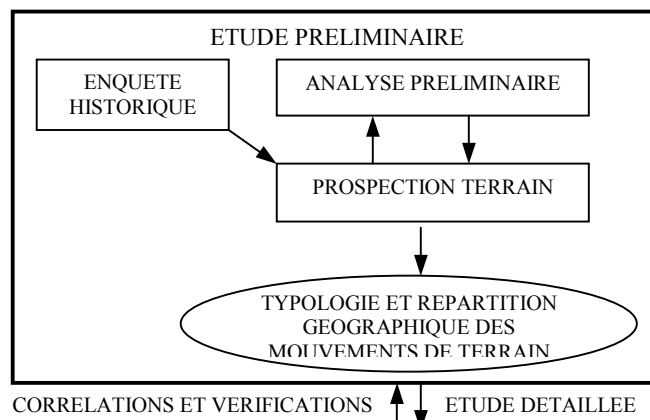 ETUDE PRELIMINAIRE
ENQUETE
HISTORIQUE
ANALYSE PRELIMINAIRE
PROSPECTION TERRAIN
TYPOLOGIE ET REPARTITION
GEOGRAPHIQUE DES
MOUVEMENTS DE TERRAIN
CORRELATIONS ET VERIFICATIONS
ETUDE DETAILLEE